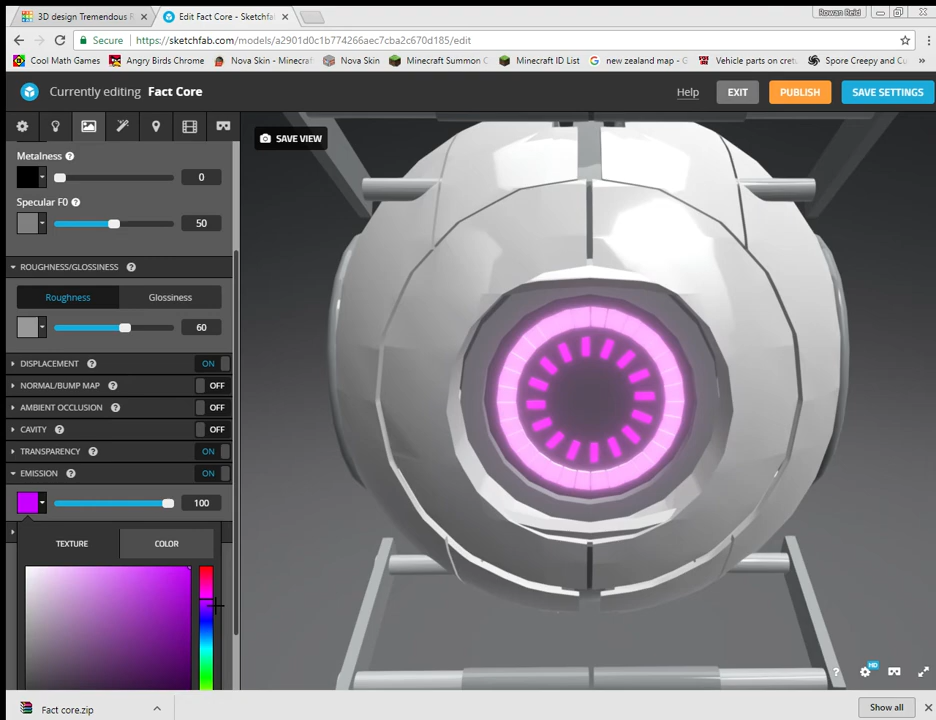 3D design Tremendous R
Edit Fact Core - Sketchfa
Rowan Reid
Secure
https://sketchfab.com/models/a2901d0c1b774266aec7cba2c670d185/edit
Cool Math Games
Angry Birds Chrome
Nova Skin - Minecraf
Nova Skin
Minecraft Summon C
Minecraft ID List
new zealand map - G
Vehicle parts on cret
Spore Creepy and Cu
»
Currently editing Fact Core
Help
EXIT
PUBLISH
SAVE SETTINGS
SAVE VIEW
Metalness ?
0
Specular F0 ?
50
ROUGHNESS/GLOSSINESS ?
Roughness
Glossiness
60
DISPLACEMENT ? ON
NORMAL/BUMP MAP ? OFF
AMBIENT OCCLUSION ? OFF
CAVITY ? OFF
TRANSPARENCY ? ON
EMISSION ? ON
100
TEXTURE
COLOR
? HD
Fact core.zip
Show all